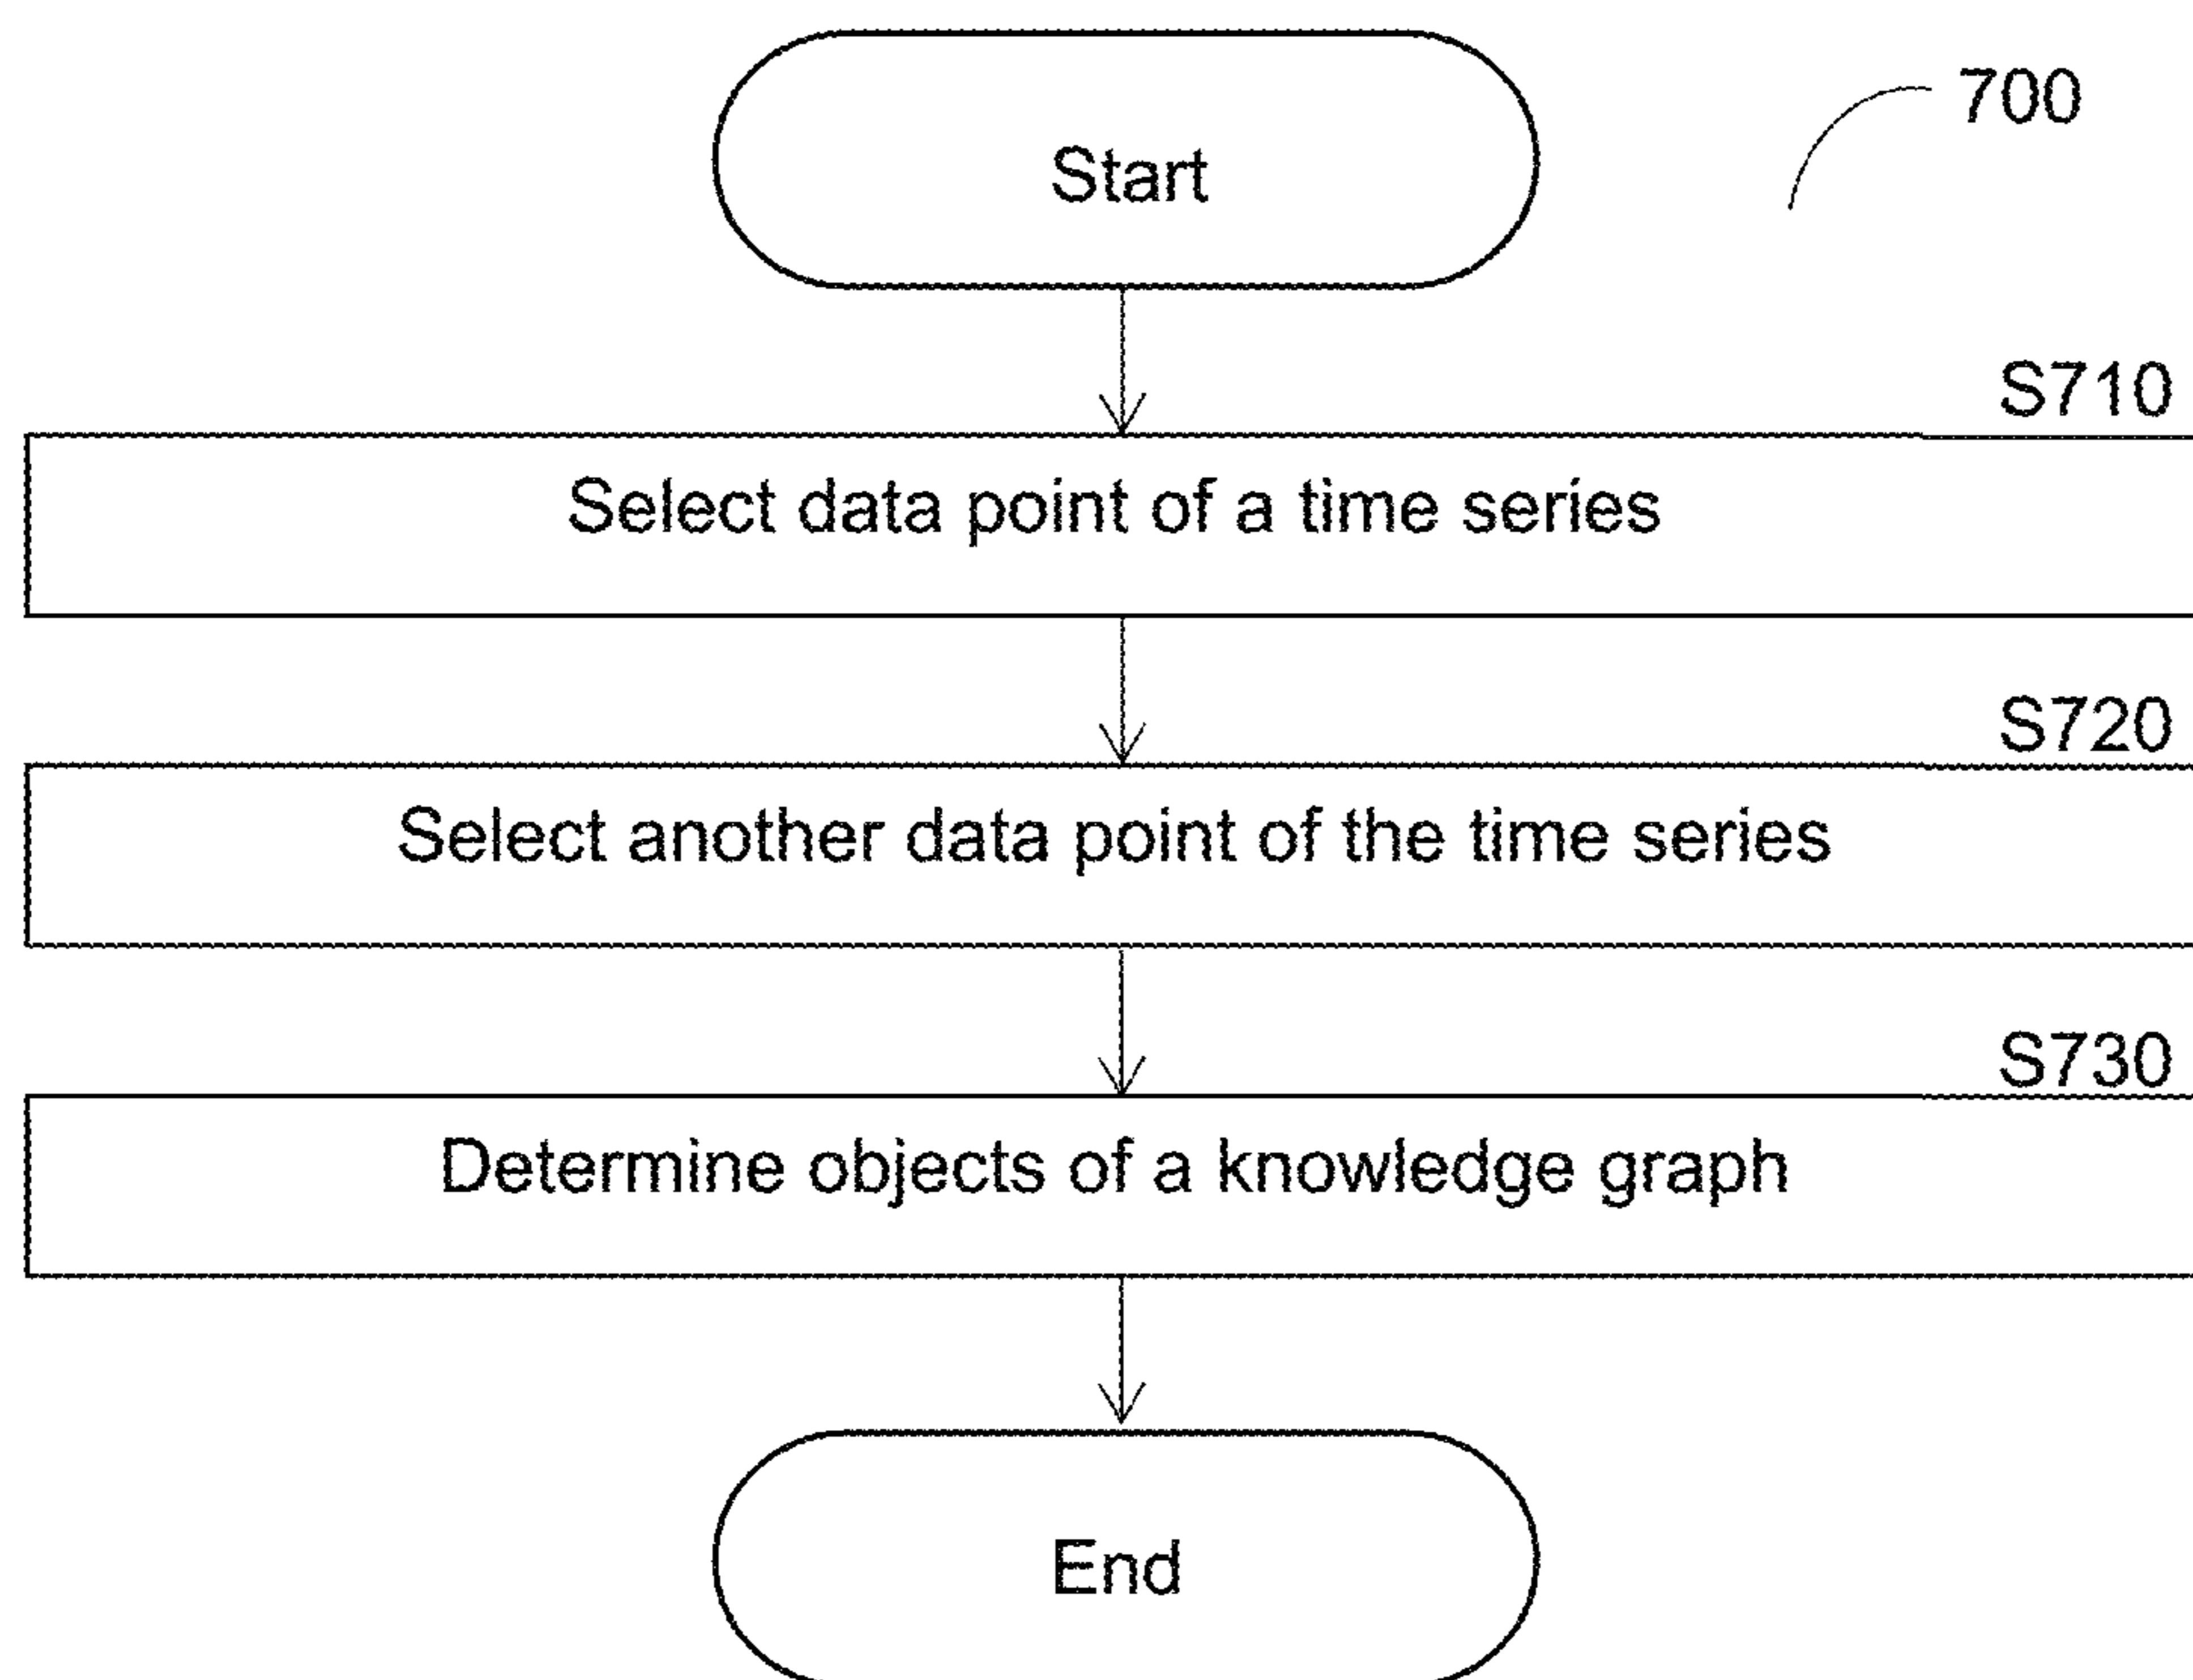 Start
700
S710
Select data point of a time series
S720
Select another data point of the time series
S730
Determine objects of a knowledge graph
End